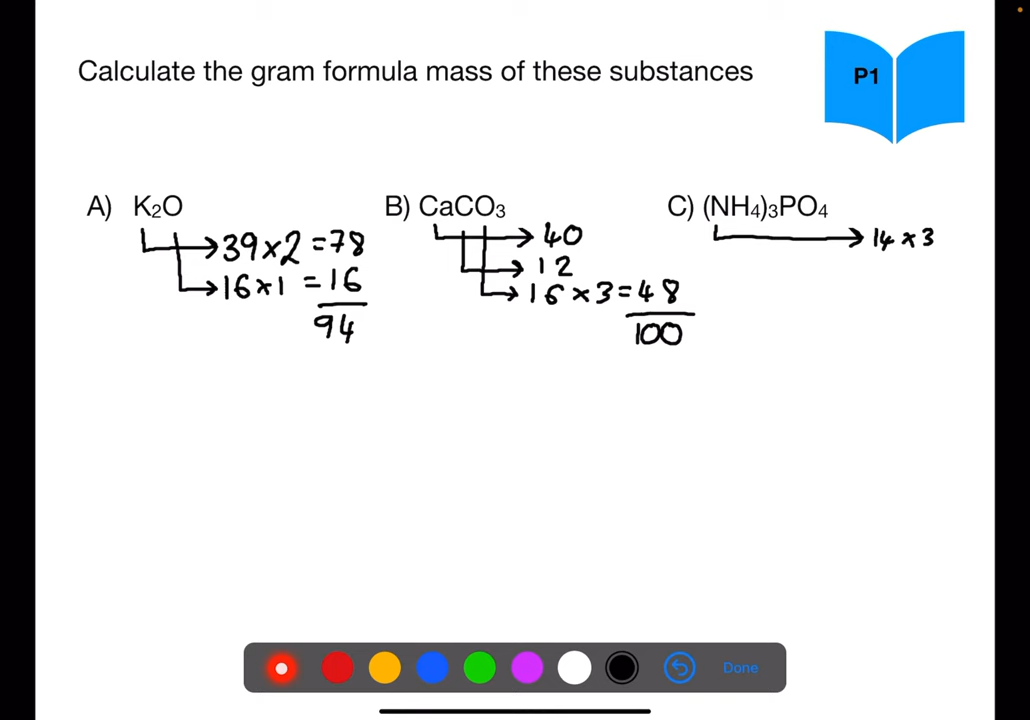 Calculate the gram formula mass of these substances
P1
A) K₂O
39×2=78
16×1=16
94
B) CaCO₃
40
12
16×3=48
100
C) (NH₄)₃PO₄
14×3
Done